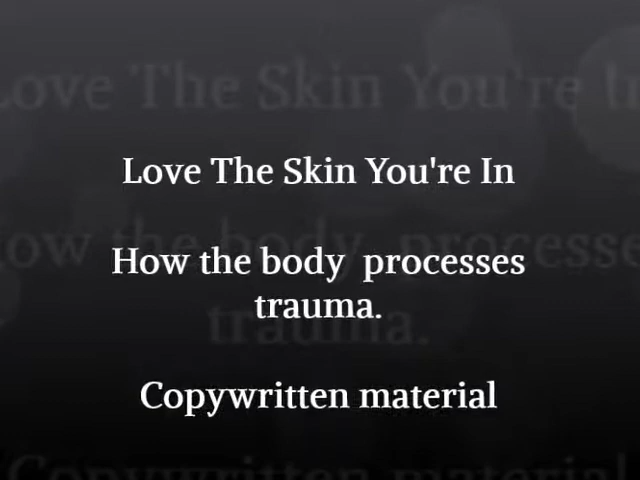 Love The Skin You're In
How the body  processes
trauma.
Copywritten material